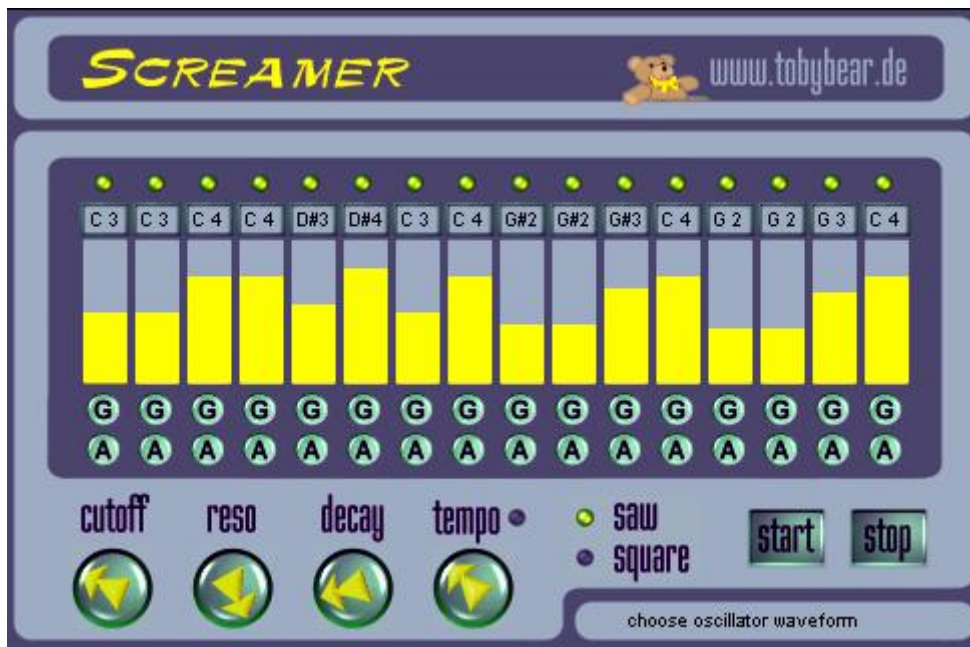 SCREAMER www.tobybear.de
C 3 C 3 C 4 C 4 D#3 D#4 C 3 C 4 G#2 G#2 G#3 C 4 G 2 G 2 G 3 C 4
G G G G G G G G G G G G G G G G
A A A A A A A A A A A A A A A A
cutoff reso decay tempo saw start stop
square
choose oscillator waveform